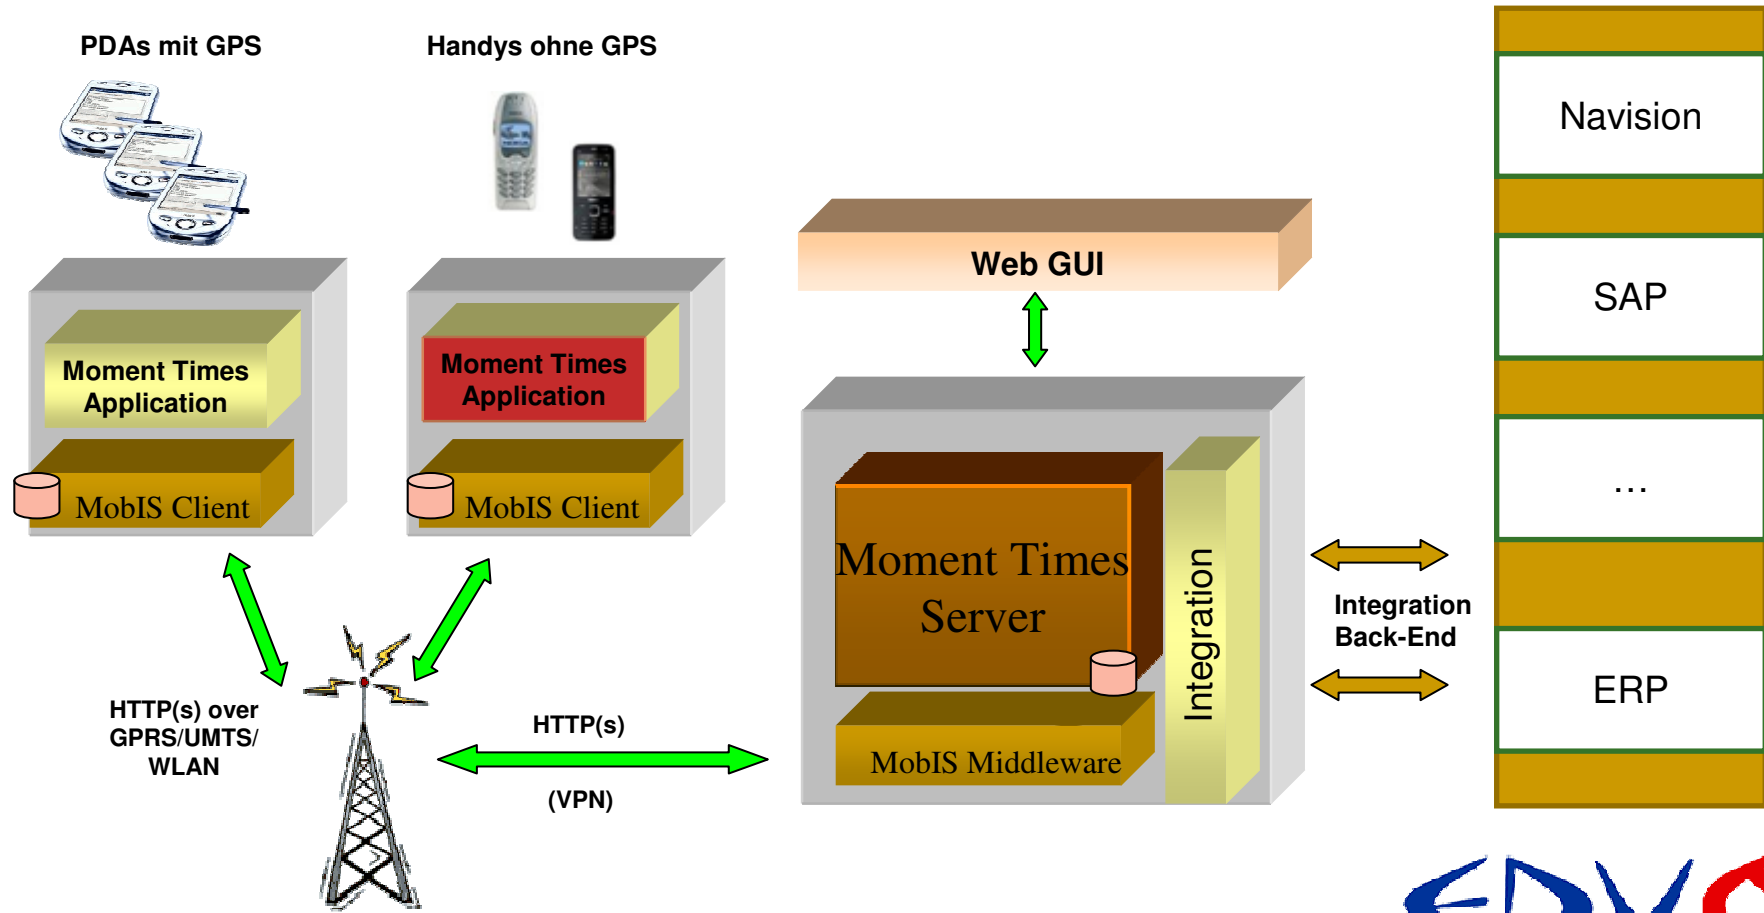 PDAs mit GPS
Handys ohne GPS
Navision
Web GUI
SAP
Moment Times
Application
Moment Times
Application
MobIS Client
MobIS Client
...
Moment Times
Server
Integration
MobIS Middleware
Integration
Back-End
ERP
HTTP(s) over
GPRS/UMTS/
WLAN
HTTP(s)
(VPN)